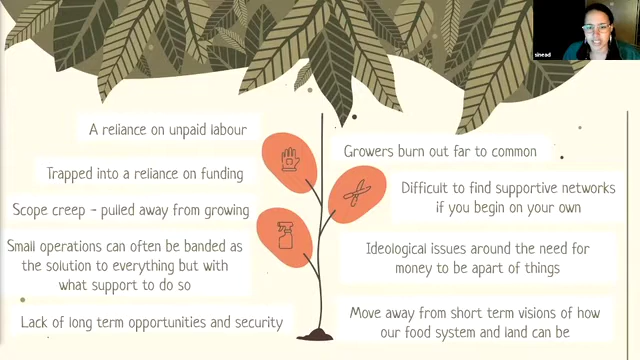 sinead
A reliance on unpaid labour
Trapped into a reliance on funding
Scope creep - pulled away from growing
Small operations can often be banded as
the solution to everything but with
what support to do so
Lack of long term opportunities and security
Growers burn out far to common
Difficult to find supportive networks
if you begin on your own
Ideological issues around the need for
money to be apart of things
Move away from short term visions of how
our food system and land can be